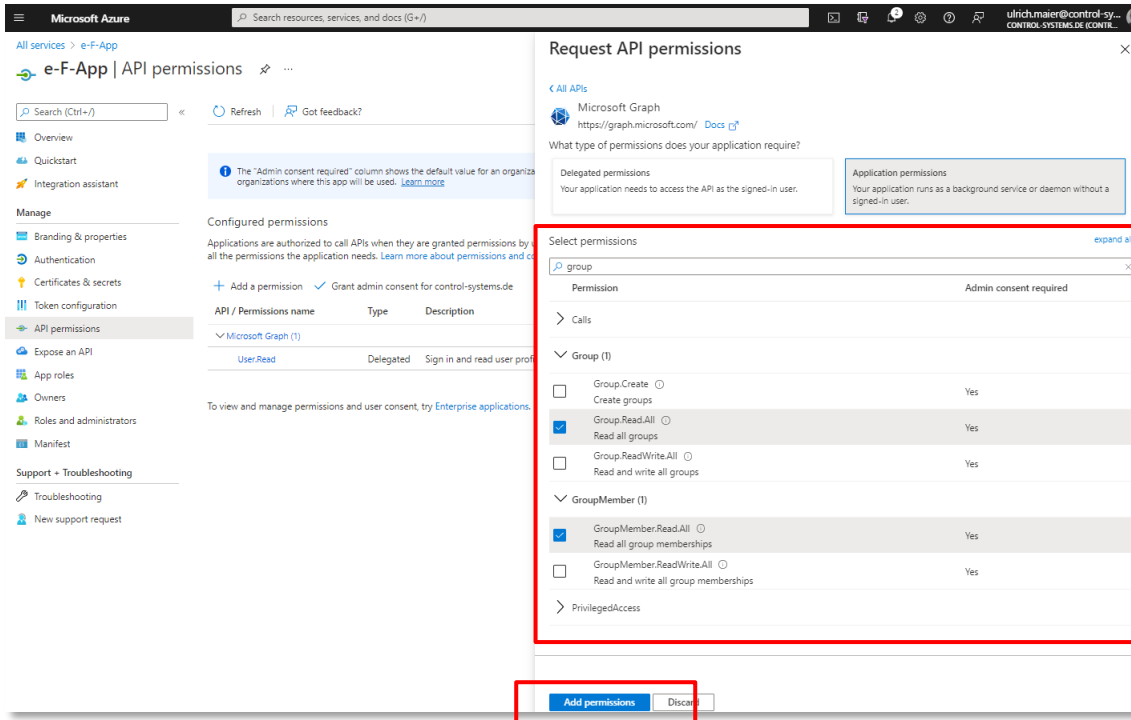 Microsoft Azure
Search resources, services, and docs (G+/)
2
ulrich.maier@control-sy...
CONTROL-SYSTEMS.DE (CONTR...
All services > e-F-App
e-F-App | API permissions
...
Search (Ctrl+/)
«
Overview
Quickstart
Integration assistant
Manage
Branding & properties
Authentication
Certificates & secrets
Token configuration
API permissions
Expose an API
App roles
Owners
Roles and administrators
Manifest
Support + Troubleshooting
Troubleshooting
New support request
Refresh
Got feedback?
The "Admin consent required" column shows the default value for an organiza
organizations where this app will be used. Learn more
Configured permissions
Applications are authorized to call APIs when they are granted permissions by
all the permissions the application needs. Learn more about permissions and co
+ Add a permission
Grant admin consent for control-systems.de
API / Permissions name Type Description
Microsoft Graph (1)
User.Read Delegated Sign in and read user prof
To view and manage permissions and user consent, try Enterprise applications.
Request API permissions
All APIs
Microsoft Graph
https://graph.microsoft.com/ Docs
What type of permissions does your application require?
Delegated permissions
Your application needs to access the API as the signed-in user.
Application permissions
Your application runs as a background service or daemon without a
signed-in user.
Select permissions
expand al
group
Permission Admin consent required
Calls
Group (1)
Group.Create
Create groups
Yes
Group.Read.All
Read all groups
Yes
Group.ReadWrite.All
Read and write all groups
Yes
GroupMember (1)
GroupMember.Read.All
Read all group memberships
Yes
GroupMember.ReadWrite.All
Read and write all group memberships
Yes
PrivilegedAccess
Add permissions
Discard